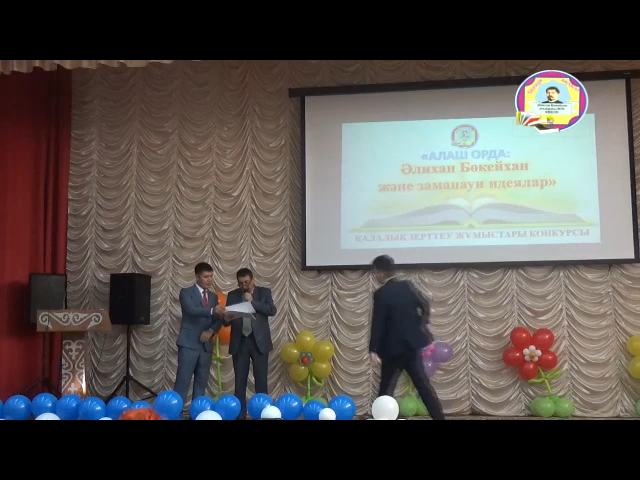 «АЛАШ ОРДА:
Әлихан Бөкейхан
және заманауи идеялар»
ҚАЛАЛЫҚ ЗЕРТТЕУ ЖҰМЫСТАРЫ КОНКУРСЫ